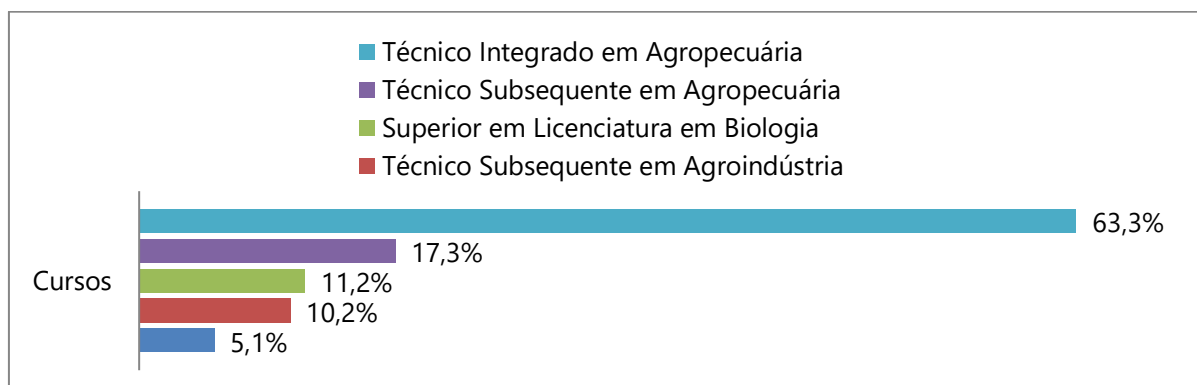 Técnico Integrado em Agropecuária
Técnico Subsequente em Agropecuária
Superior em Licenciatura em Biologia
Técnico Subsequente em Agroindústria
63,3%
17,3%
Cursos
11,2%
10,2%
5,1%